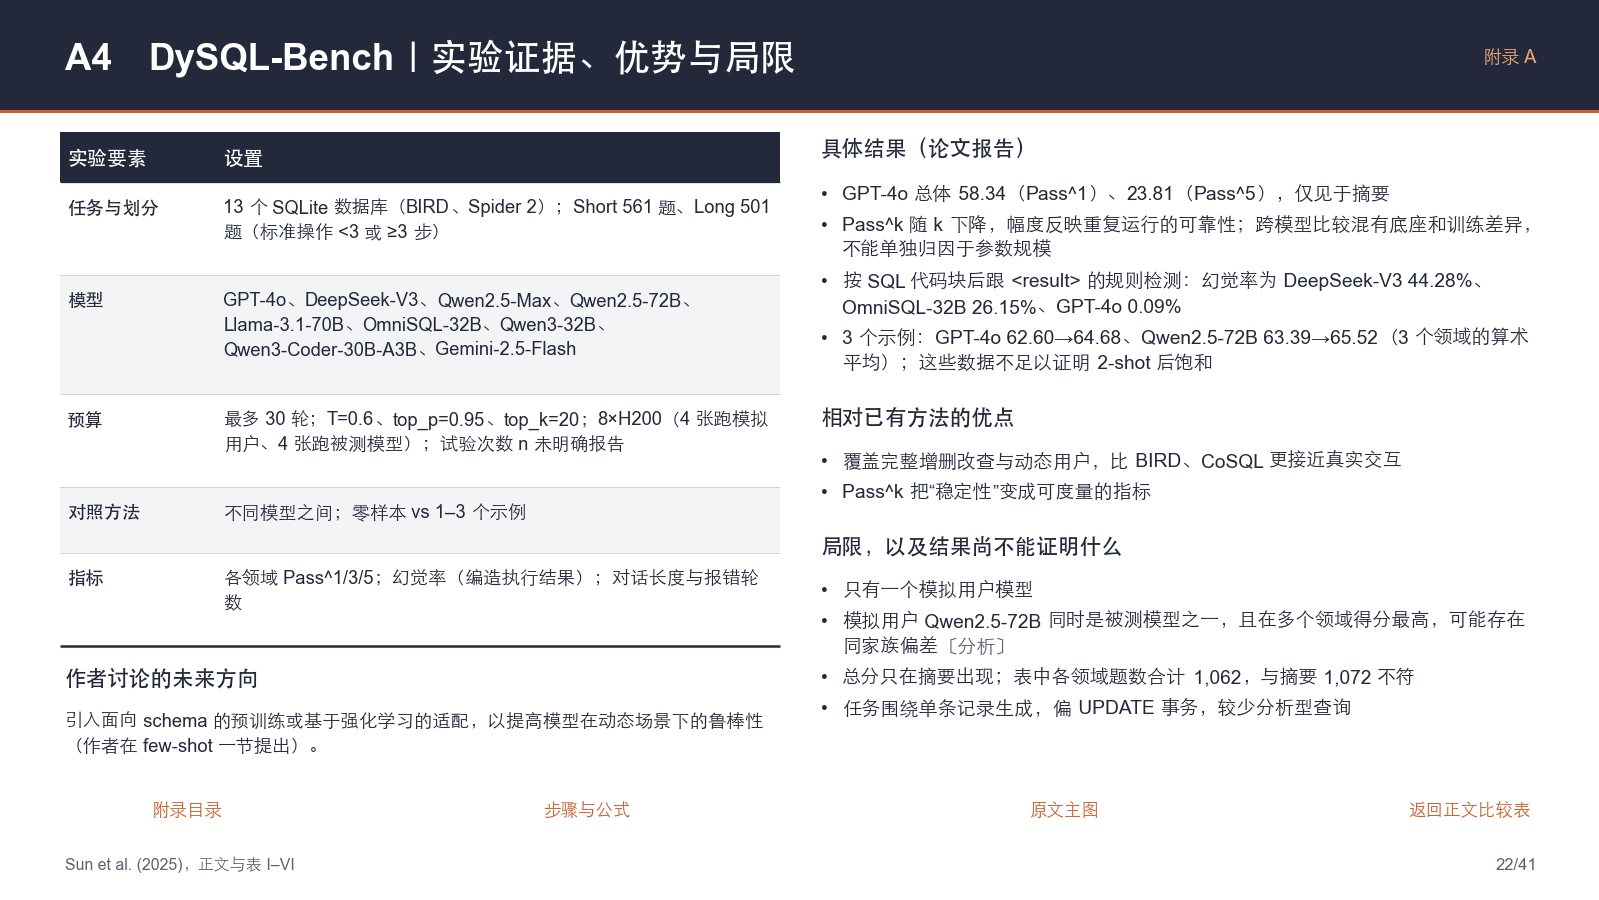 A4 DySQL-Bench | 实验证据、优势与局限
附录 A
实验要素 设置
任务与划分 13 个 SQLite 数据库（BIRD、Spider 2）；Short 561 题、Long 501
题（标准操作 <3 或 ≥3 步）
模型 GPT-4o、DeepSeek-V3、Qwen2.5-Max、Qwen2.5-72B、
Llama-3.1-70B、OmniSQL-32B、Qwen3-32B、
Qwen3-Coder-30B-A3B、Gemini-2.5-Flash
预算 最多 30 轮；T=0.6、top_p=0.95、top_k=20；8×H200（4 张跑模拟
用户、4 张跑被测模型）；试验次数 n 未明确报告
对照方法 不同模型之间；零样本 vs 1–3 个示例
指标 各领域 Pass^1/3/5；幻觉率（编造执行结果）；对话长度与报错轮
数
作者讨论的未来方向
引入面向 schema 的预训练或基于强化学习的适配，以提高模型在动态场景下的鲁棒性
（作者在 few-shot 一节提出）。
具体结果（论文报告）
• GPT-4o 总体 58.34（Pass^1）、23.81（Pass^5），仅见于摘要
• Pass^k 随 k 下降，幅度反映重复运行的可靠性；跨模型比较混有底座和训练差异，
不能单独归因于参数规模
• 按 SQL 代码块后跟 <result> 的规则检测：幻觉率为 DeepSeek-V3 44.28%、
OmniSQL-32B 26.15%、GPT-4o 0.09%
• 3 个示例：GPT-4o 62.60→64.68、Qwen2.5-72B 63.39→65.52（3 个领域的算术
平均）；这些数据不足以证明 2-shot 后饱和
相对已有方法的优点
• 覆盖完整增删改查与动态用户，比 BIRD、CoSQL 更接近真实交互
• Pass^k 把“稳定性”变成可度量的指标
局限，以及结果尚不能证明什么
• 只有一个模拟用户模型
• 模拟用户 Qwen2.5-72B 同时是被测模型之一，且在多个领域得分最高，可能存在
同家族偏差〔分析〕
• 总分只在摘要出现；表中各领域题数合计 1,062，与摘要 1,072 不符
• 任务围绕单条记录生成，偏 UPDATE 事务，较少分析型查询
附录目录
步骤与公式
原文主图
返回正文比较表
Sun et al. (2025)，正文与表 I–VI
22/41